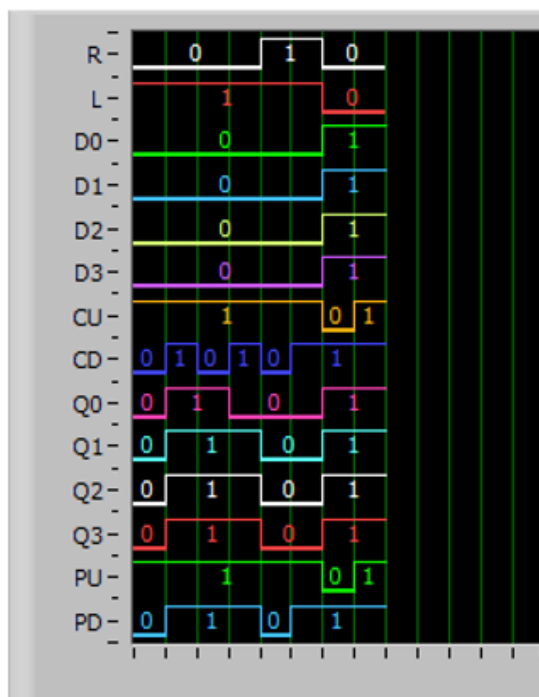 R 0 1 0
L 1 0
D0 0 1
D1 0 1
D2 0 1
D3 0 1
CU 1 0 1
CD 0 1 0 1 0 1
Q0 0 1 0 1
Q1 0 1 0 1
Q2 0 1 0 1
Q3 0 1 0 1
PU 1 0 1
PD 0 1 0 1